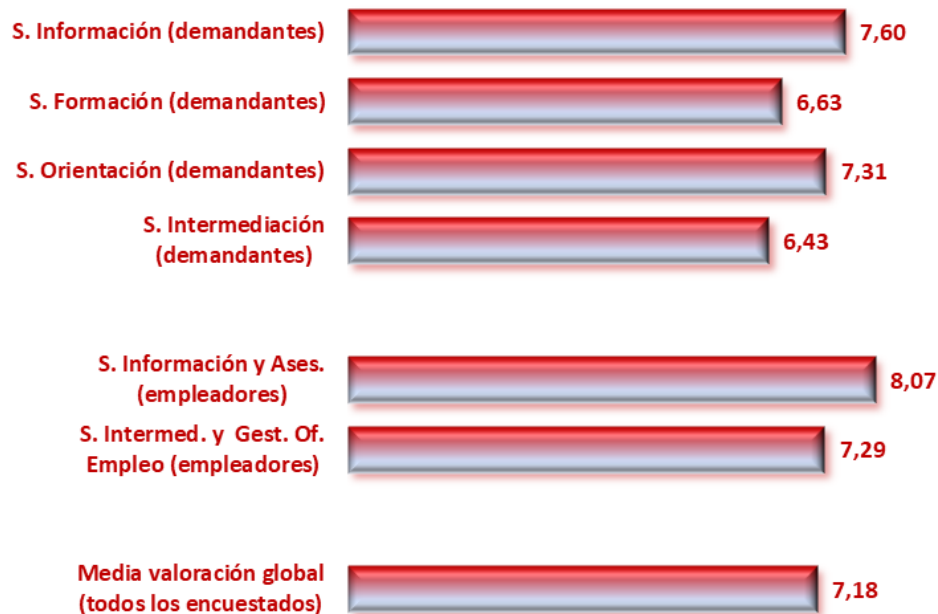 S. Información (demandantes) 7,60
S. Formación (demandantes) 6,63
S. Orientación (demandantes) 7,31
S. Intermediación
(demandantes) 6,43
S. Información y Ases.
(empleadores) 8,07
S. Intermed. y Gest. Of.
Empleo (empleadores) 7,29
Media valoración global
(todos los encuestados) 7,18